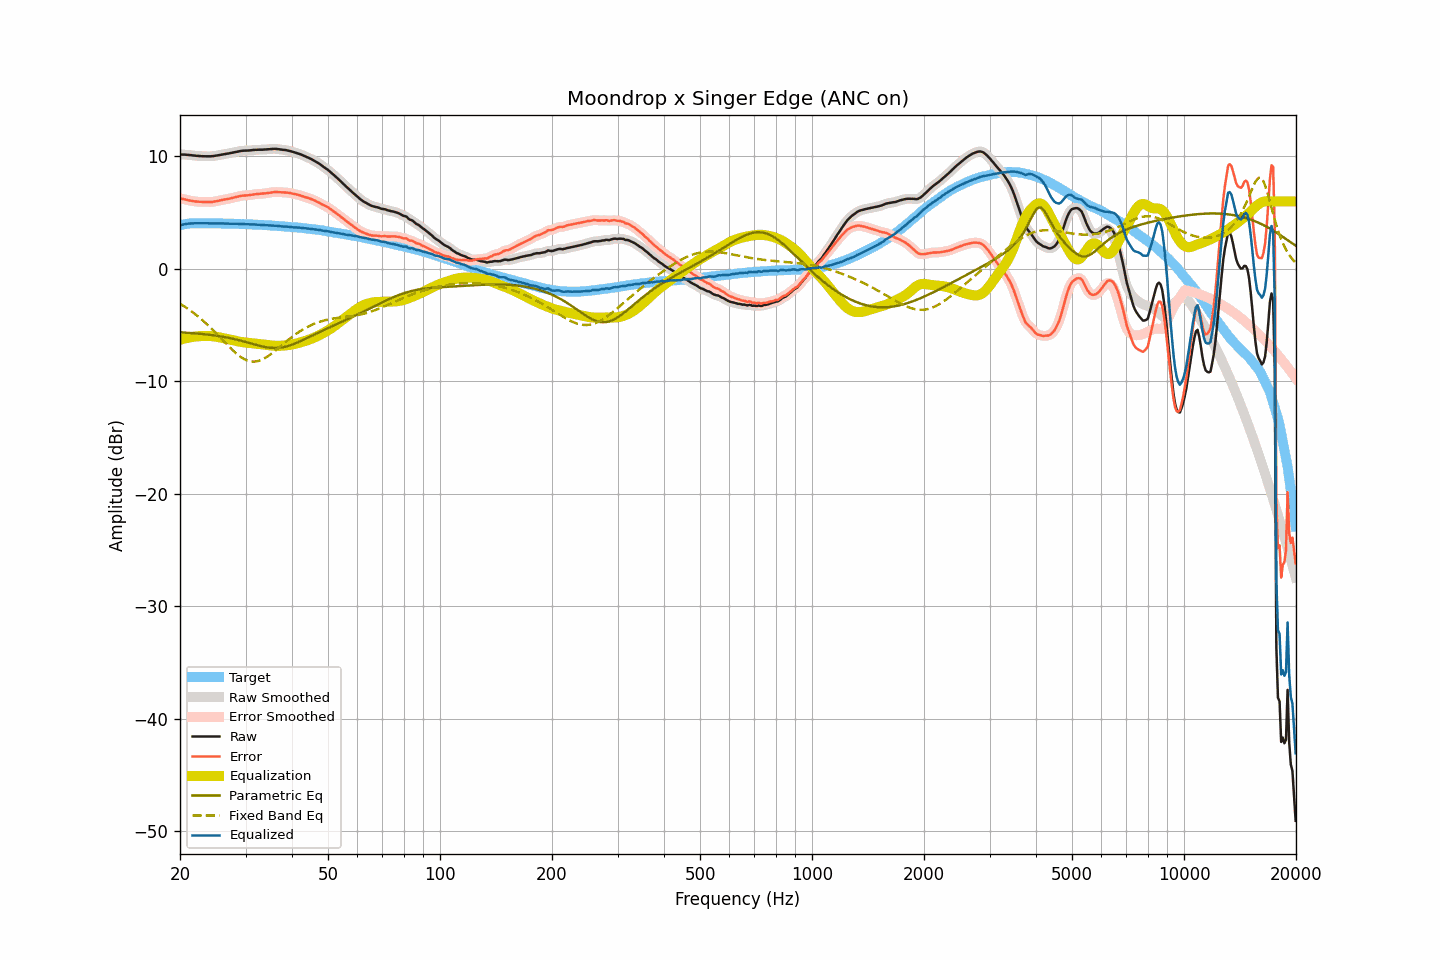 Moondrop x Singer Edge (ANC on)
10
0
−10
−20
−30
−40
−50
Amplitude (dBr)
Target
Raw Smoothed
Error Smoothed
Raw
Error
Equalization
Parametric Eq
Fixed Band Eq
Equalized
20 50 100 200 500 1000 2000 5000 10000 20000
Frequency (Hz)